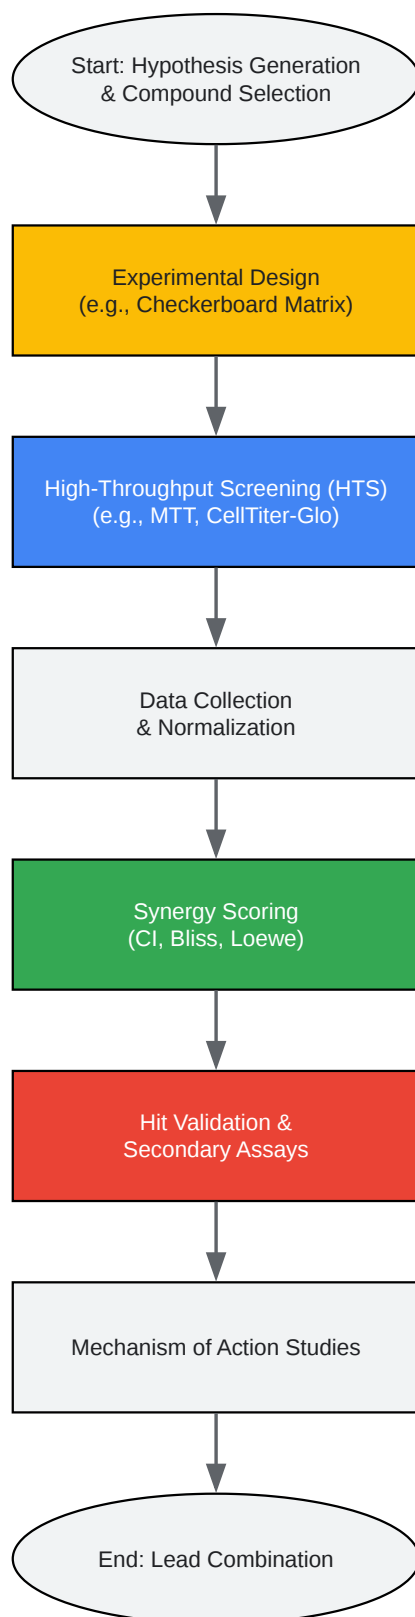 Start: Hypothesis Generation
& Compound Selection
Experimental Design
(e.g., Checkerboard Matrix)
High-Throughput Screening (HTS)
(e.g., MTT, CellTiter-Glo)
Data Collection
& Normalization
Synergy Scoring
(CI, Bliss, Loewe)
Hit Validation &
Secondary Assays
Mechanism of Action Studies
End: Lead Combination